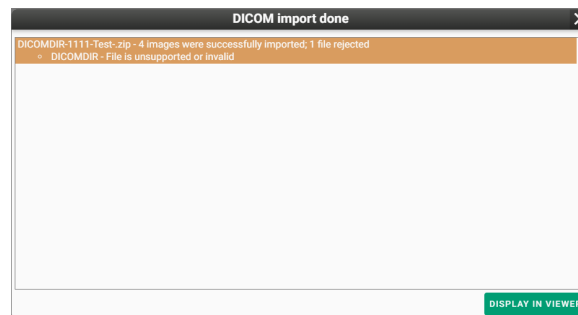 DICOM import done
DICOMDIR-1111-Test-.zip - 4 images were successfully imported; 1 file rejected
DICOMDIR - File is unsupported or invalid
DISPLAY IN VIEWER